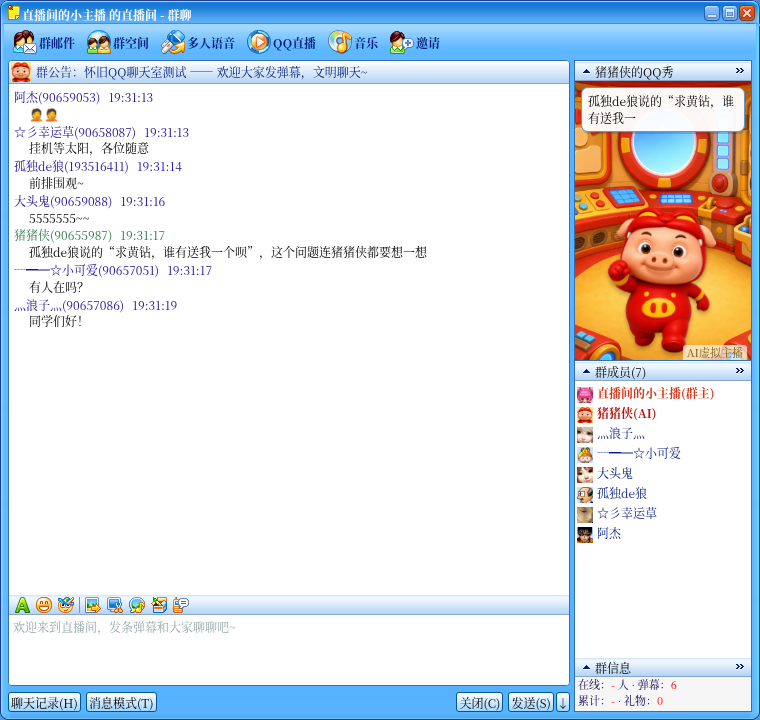 直播间的小主播 的直播间 - 群聊
群邮件 群空间 多人语音 QQ直播 音乐 邀请
群公告: 怀旧QQ聊天室测试 —— 欢迎大家发弹幕，文明聊天~
阿杰(90659053) 19:31:13
🤦🤦
☆彡幸运草(90658087) 19:31:13
挂机等太阳，各位随意
孤独de狼(193516411) 19:31:14
前排围观~
大头鬼(90659088) 19:31:16
5555555~~
猪猪侠(90655987) 19:31:17
孤独de狼说的“求黄钻，谁有送我一个呗”，这个问题连猪猪侠都要想一想
┈━═☆小可爱(90657051) 19:31:17
有人在吗？
灬浪子灬(90657086) 19:31:19
同学们好！
欢迎来到直播间，发条弹幕和大家聊聊吧~
聊天记录(H) 消息模式(T) 关闭(C) 发送(S) ↓
猪猪侠的QQ秀
孤独de狼说的“求黄钻，谁
有送我一
AI虚拟主播
群成员(7)
直播间的小主播(群主)
猪猪侠(AI)
灬浪子灬
┈━═☆小可爱
大头鬼
孤独de狼
☆彡幸运草
阿杰
群信息
在线: - 人 · 弹幕: 6
累计: - · 礼物: 0